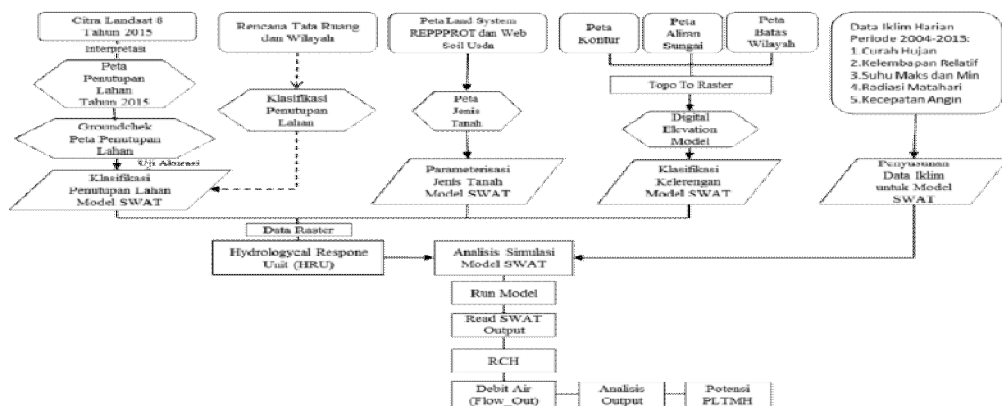 Citra Landaat 8
Tahun 2015
Interpretasi
Peta
Penutupan
Lahan
Tahun 2015
Groundchek
Peta Penutupan
Lahan
Uji Akurasi
Klasifikasi
Penutupan Lahan
Model SWAT
Rencana Tata Ruang
dan Wilayah
Klasifikasi
Penutupan
Lahan
Peta Land System
REPPPROT dan Web
Soil Usda
Peta
Jenis
Tanah
Parameterisasi
Jenis Tanah
Model SWAT
Peta
Kontur
Peta
Aliran
Sungai
Peta
Batas
Wilayah
Topo To Raster
Digital
Elevation
Model
Klasifikasi
Kelerengan
Model SWAT
Data Iklim Harian
Periode 2004-2013:
1.Curah Hujan
2.Kelembapan Relatif
3.Suhu Maks dan Min
4.Radiasi Matahari
5.Kecepatan Angin
Penyusunan
Data Iklim
untuk Model
SWAT
Data Raster
Hydrologycal Respone
Unit (HRU)
Analisis Simulasi
Model SWAT
Run Model
Read SWAT
Output
RCH
Debit Air
(Flow_Out)
Analisis
Output
Potensi
PLTMH